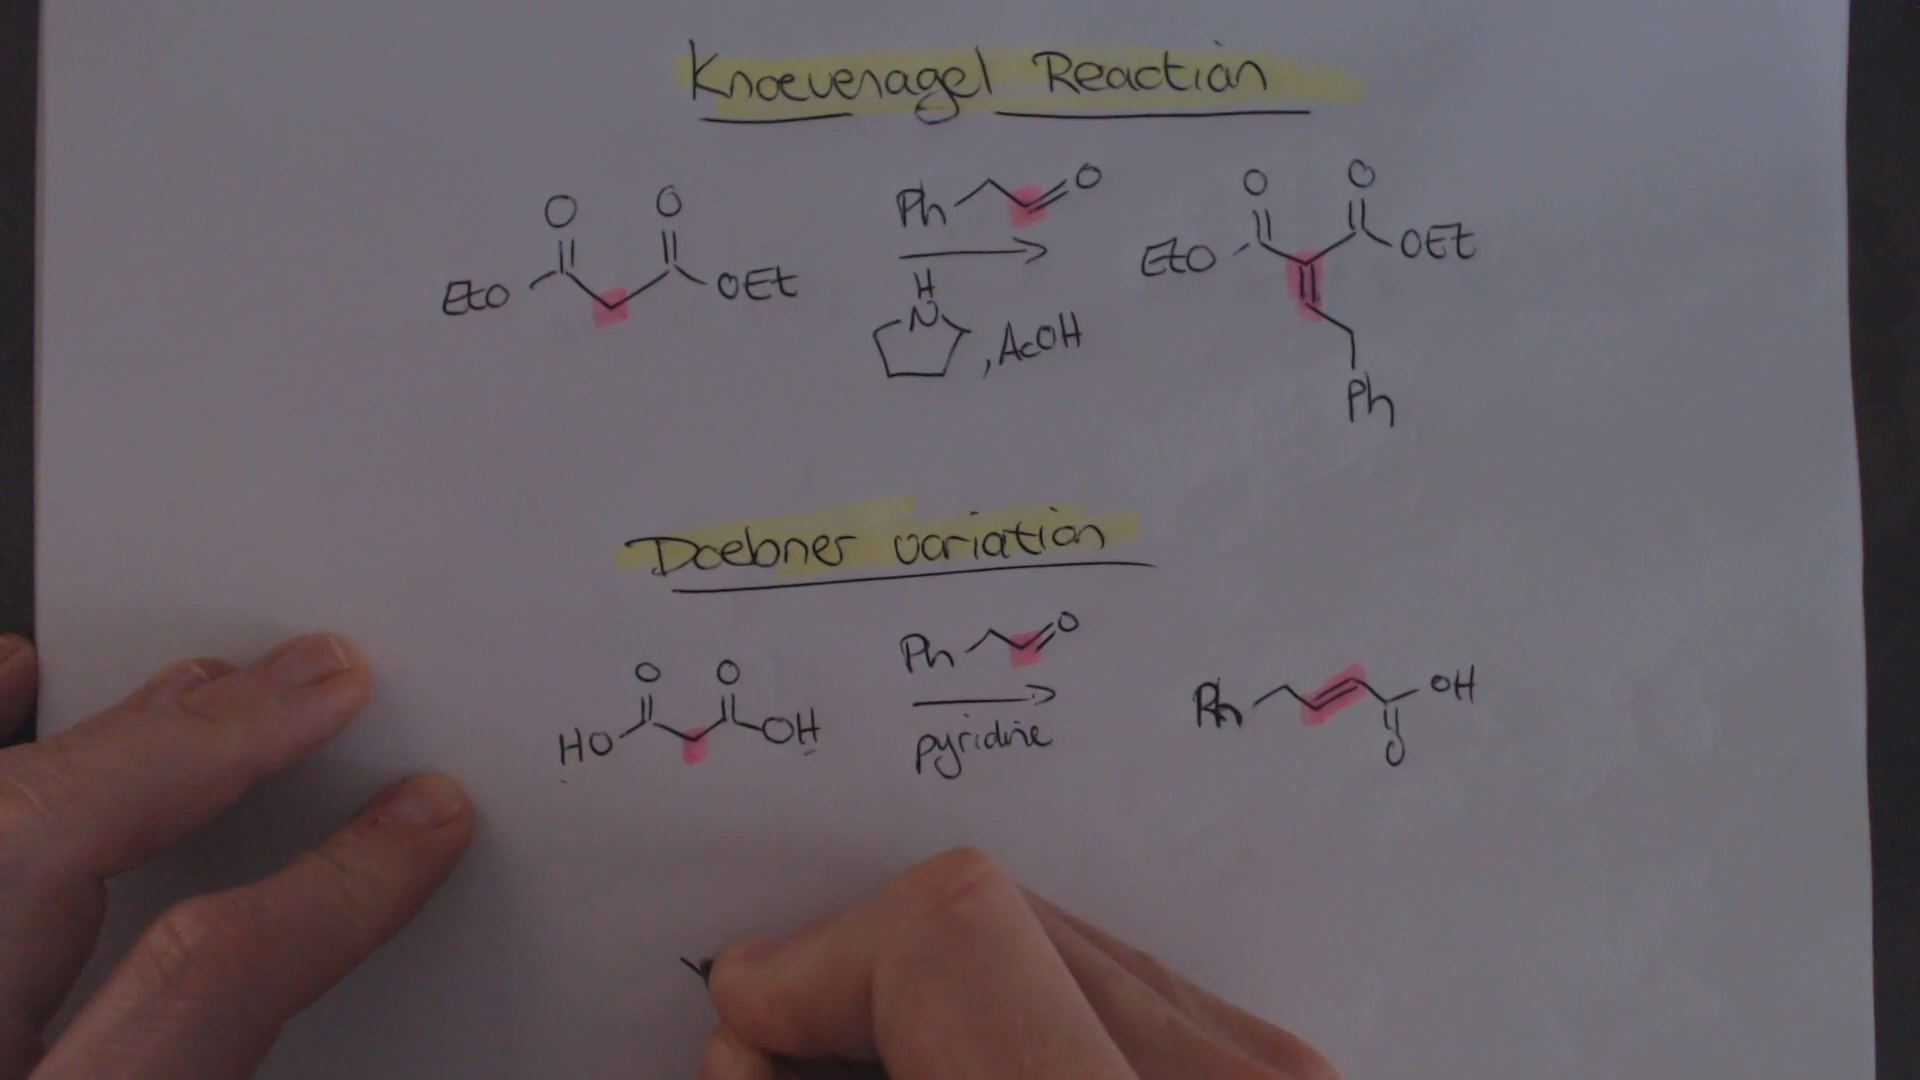 Knoevenagel Reaction
O O Ph O O O
EtO OEt EtO OEt
H
N
, AcOH
Ph
Doebner variation
Ph O
O O
HO OH pyridine Ph OH
O